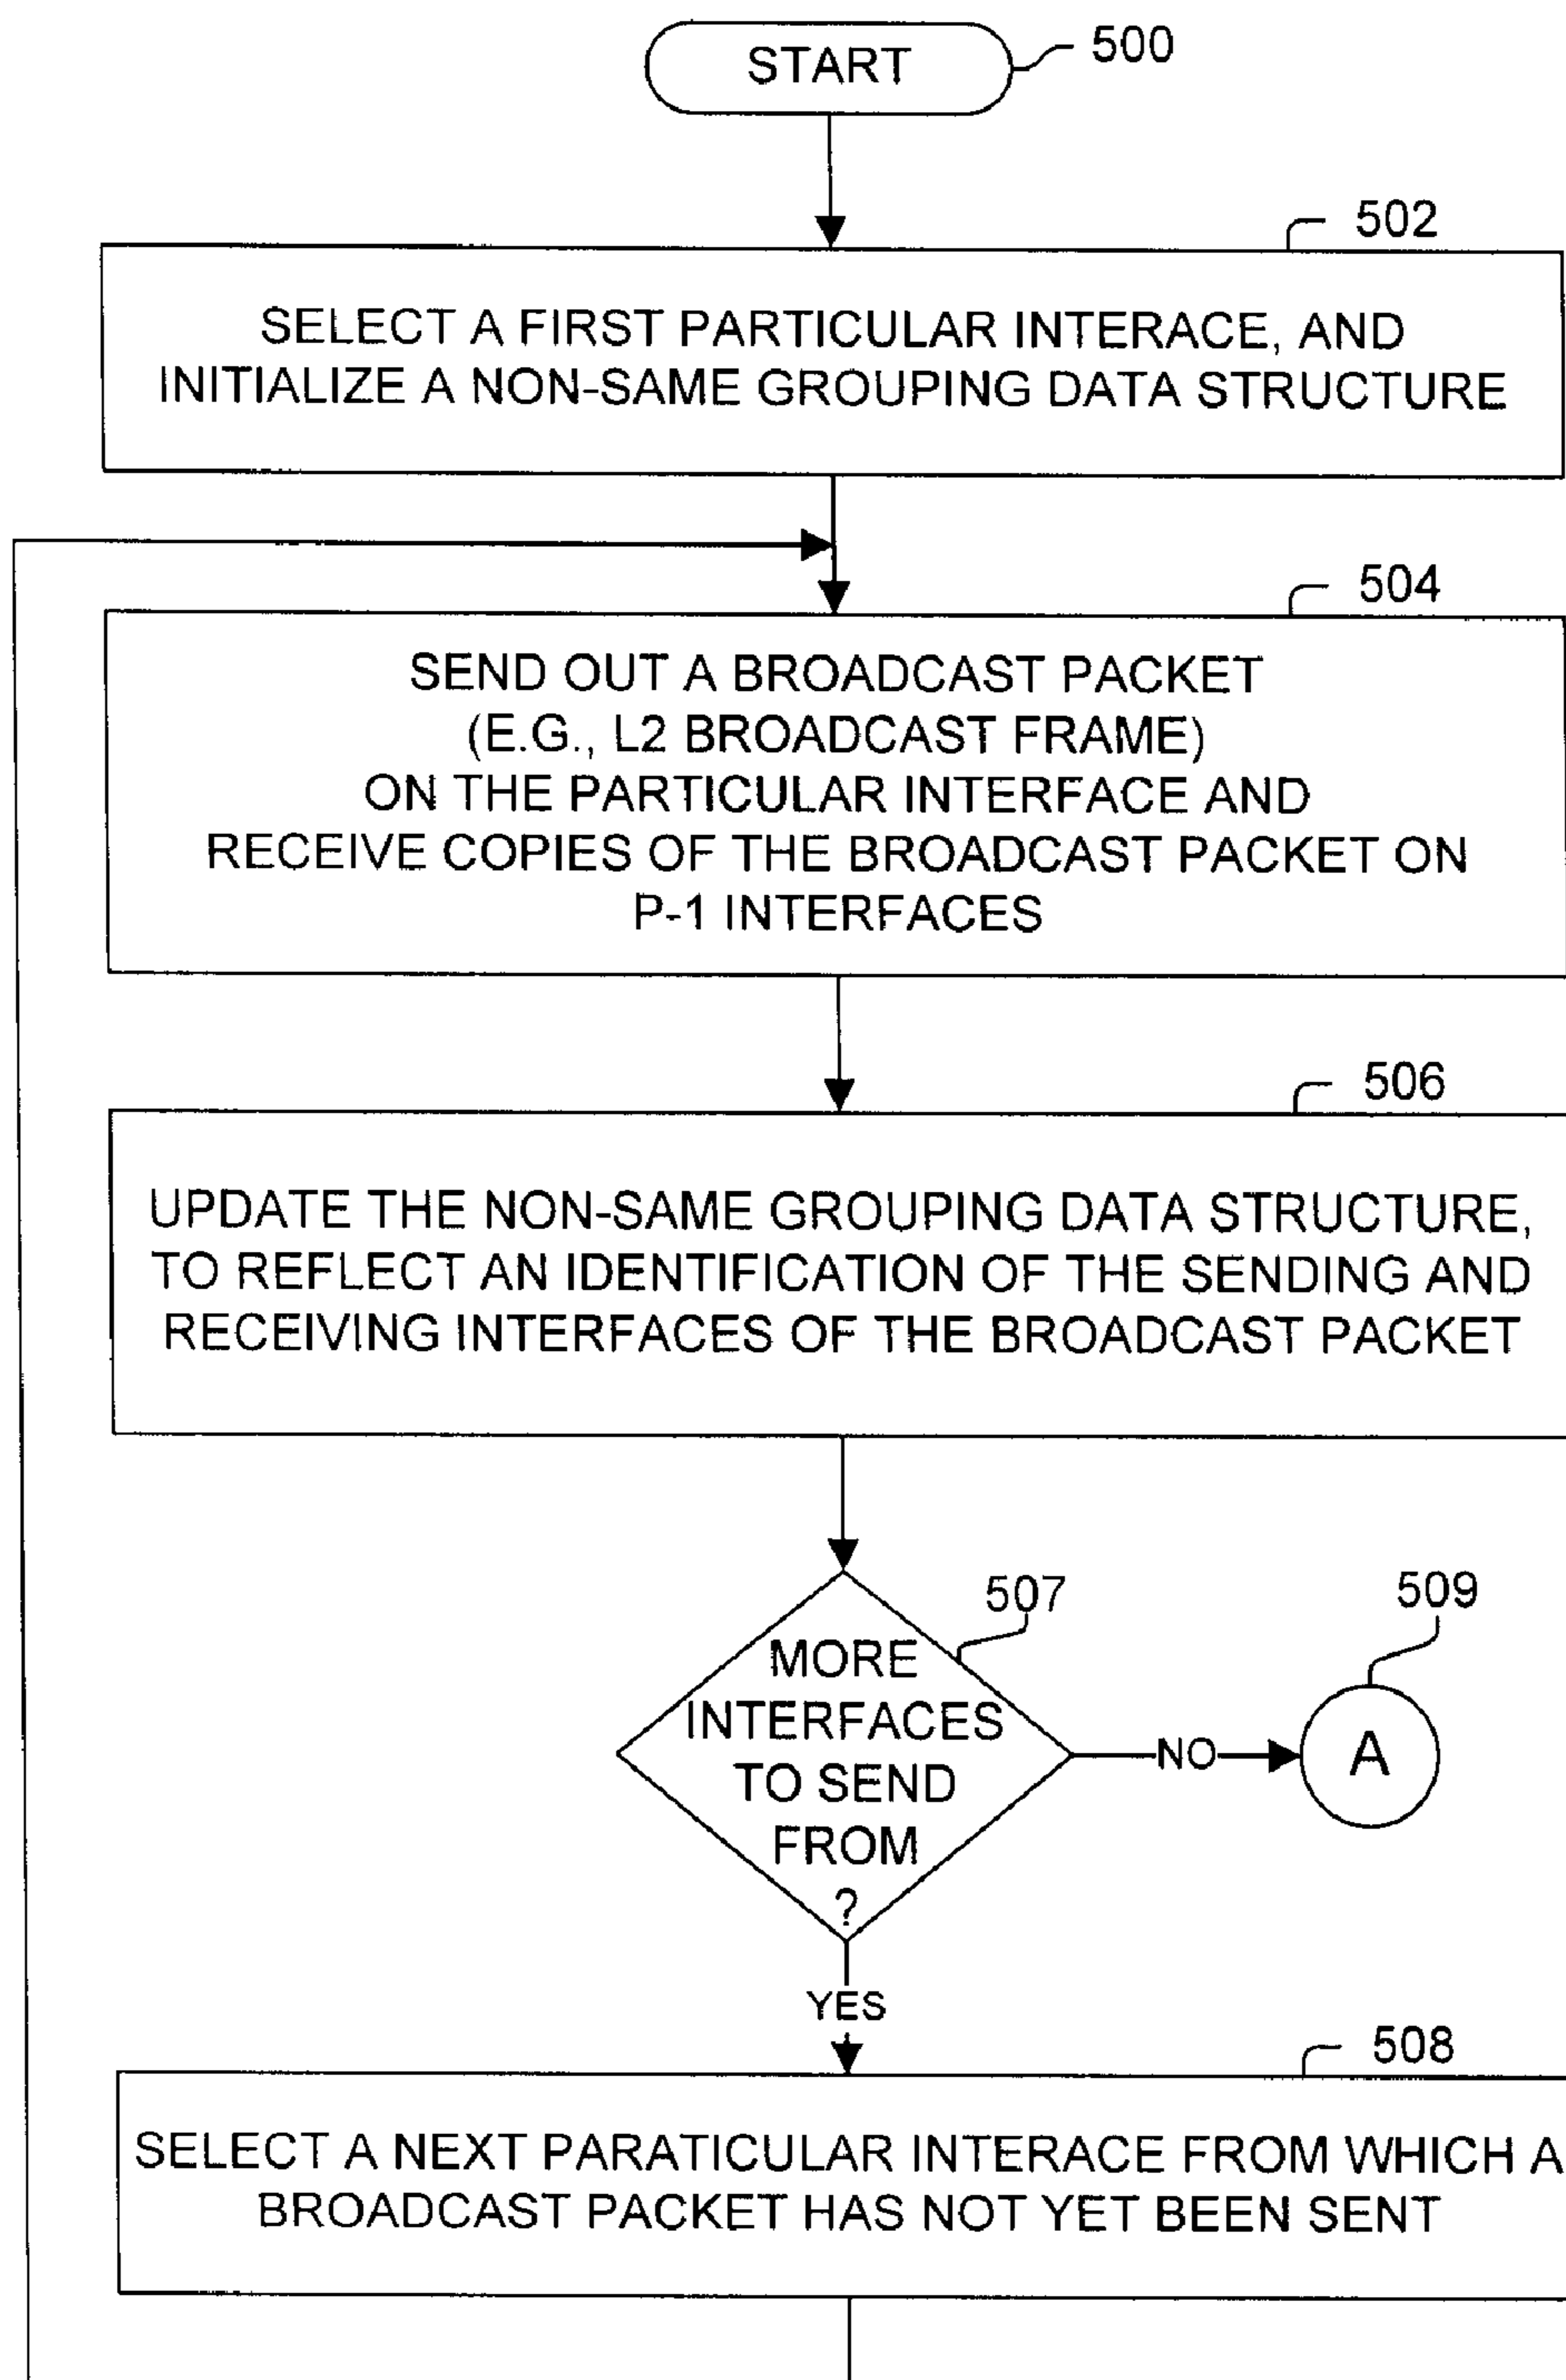 START
500
502
SELECT A FIRST PARTICULAR INTERACE, AND
INITIALIZE A NON-SAME GROUPING DATA STRUCTURE
504
SEND OUT A BROADCAST PACKET
(E.G., L2 BROADCAST FRAME)
ON THE PARTICULAR INTERFACE AND
RECEIVE COPIES OF THE BROADCAST PACKET ON
P-1 INTERFACES
506
UPDATE THE NON-SAME GROUPING DATA STRUCTURE,
TO REFLECT AN IDENTIFICATION OF THE SENDING AND
RECEIVING INTERFACES OF THE BROADCAST PACKET
507
509
MORE
INTERFACES
TO SEND
FROM
?
NO
A
YES
508
SELECT A NEXT PARATICULAR INTERACE FROM WHICH A
BROADCAST PACKET HAS NOT YET BEEN SENT